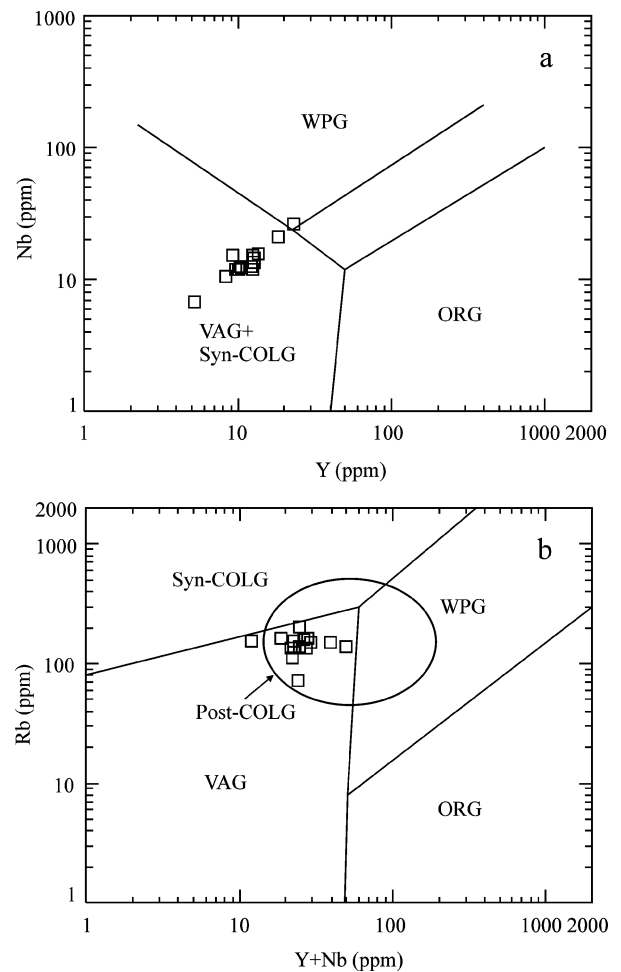 1000
a
WPG
100
Nb (ppm)
10
ORG
VAG+
Syn-COLG
1
1 10 100 1000 2000
Y (ppm)
2000
1000
b
Syn-COLG
WPG
100
Rb (ppm)
Post-COLG
VAG
10
ORG
1
1 10 100 1000 2000
Y+Nb (ppm)